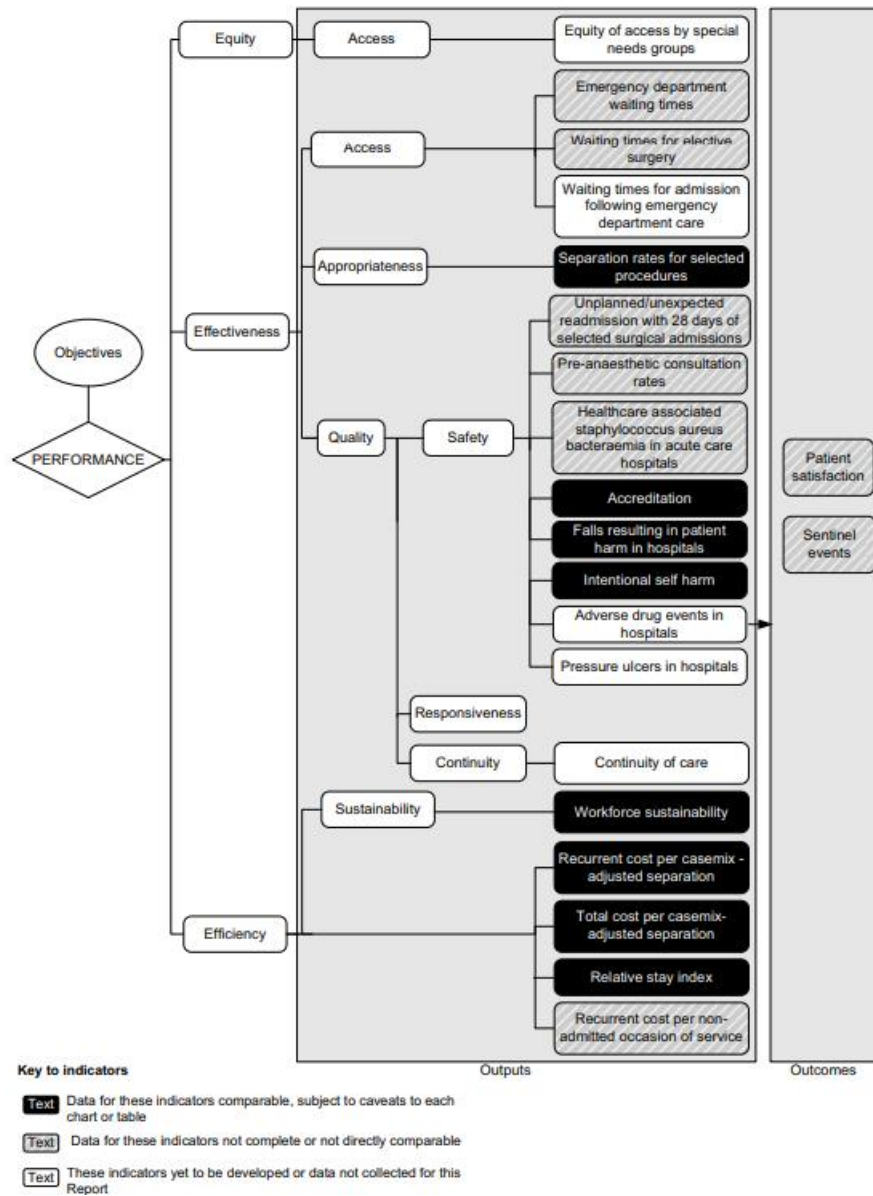 Equity
Access
Equity of access by special
needs groups
Emergency department
waiting times
Access
Waiting times for elective
surgery
Waiting times for admission
following emergency
department care
Appropriateness
Separation rates for selected
procedures
Objectives
PERFORMANCE
Effectiveness
Unplanned/unexpected
readmission with 28 days of
selected surgical admissions
Pre-anaesthetic consultation
rates
Quality
Safety
Healthcare associated
staphylococcus aureus
bacteraemia in acute care
hospitals
Accreditation
Falls resulting in patient
harm in hospitals
Intentional self harm
Adverse drug events in
hospitals
Pressure ulcers in hospitals
Patient
satisfaction
Sentinel
events
Responsiveness
Continuity
Continuity of care
Sustainability
Workforce sustainability
Efficiency
Recurrent cost per casemix -
adjusted separation
Total cost per casemix-
adjusted separation
Relative stay index
Recurrent cost per non-
admitted occasion of service
Outputs
Outcomes
Key to indicators
Text
Data for these indicators comparable, subject to caveats to each
chart or table
Text
Data for these indicators not complete or not directly comparable
Text
These indicators yet to be developed or data not collected for this
Report